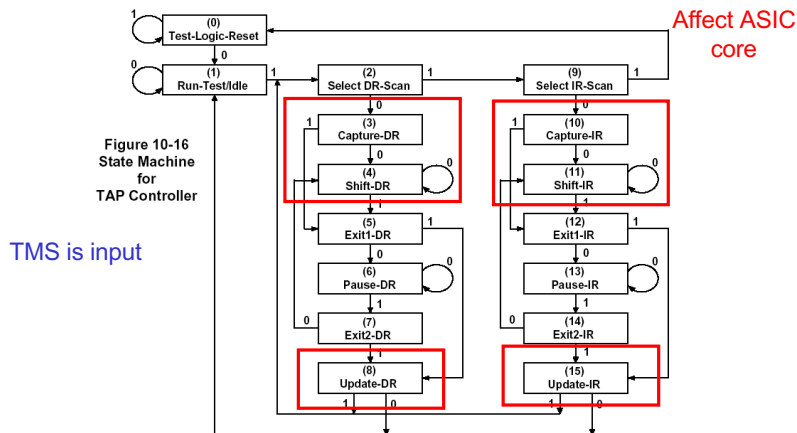 Affect ASIC
core
1
(0)
Test-Logic-Reset
0
0
(1)
Run-Test/Idle
1
(2)
Select DR-Scan
1
(9)
Select IR-Scan
1
0
0
Figure 10-16
State Machine
for
TAP Controller
TMS is input
1
(3)
Capture-DR
0
(4)
Shift-DR
0
1
(5)
Exit1-DR
1
0
(6)
Pause-DR
0
1
0
(7)
Exit2-DR
1
(8)
Update-DR
1
0
1
(10)
Capture-IR
0
(11)
Shift-IR
0
1
(12)
Exit1-IR
1
0
(13)
Pause-IR
0
1
0
(14)
Exit2-IR
1
(15)
Update-IR
1
0